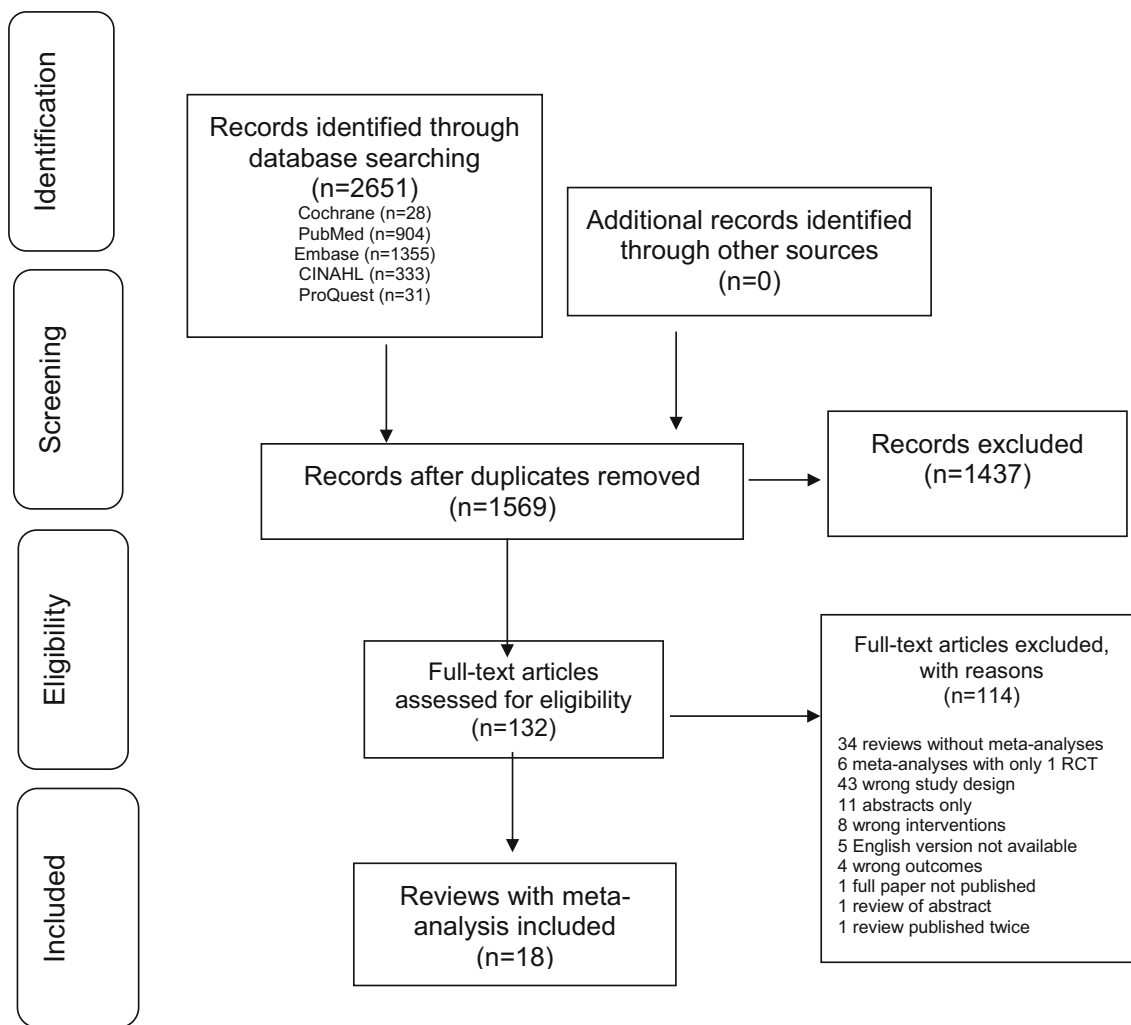 Identification
Records identified through
database searching
(n=2651)
Cochrane (n=28)
PubMed (n=904)
Embase (n=1355)
CINAHL (n=333)
ProQuest (n=31)
Additional records identified
through other sources
(n=0)
Screening
Records after duplicates removed
(n=1569)
Records excluded
(n=1437)
Eligibility
Full-text articles
assessed for eligibility
(n=132)
Full-text articles excluded,
with reasons
(n=114)
34 reviews without meta-analyses
6 meta-analyses with only 1 RCT
43 wrong study design
11 abstracts only
8 wrong interventions
5 English version not available
4 wrong outcomes
1 full paper not published
1 review of abstract
1 review published twice
Included
Reviews with meta-
analysis included
(n=18)